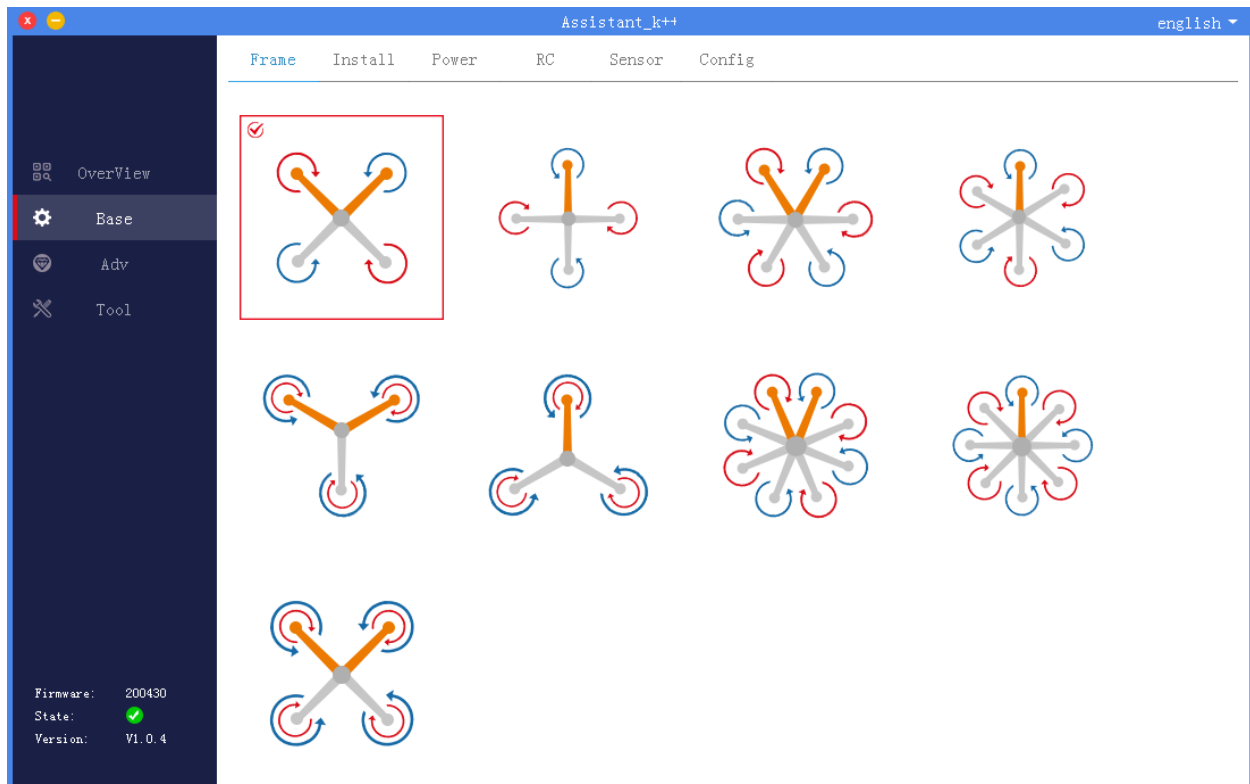 Assistant_k++
english
Frame Install Power RC Sensor Config
OverView
Base
Adv
Tool
Firmware: 200430
State:
Version: V1.0.4